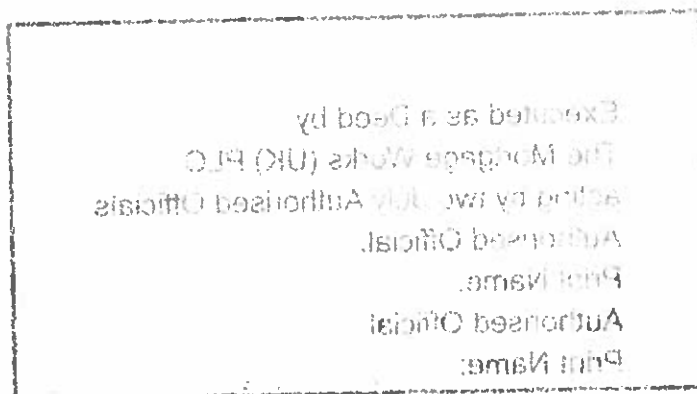 Executed as a Deed by
The Mortgage Works (UK) PLC
acting by two duly Authorised Officials
Authorised Official.
Print Name:
Authorised Official
Print Name: